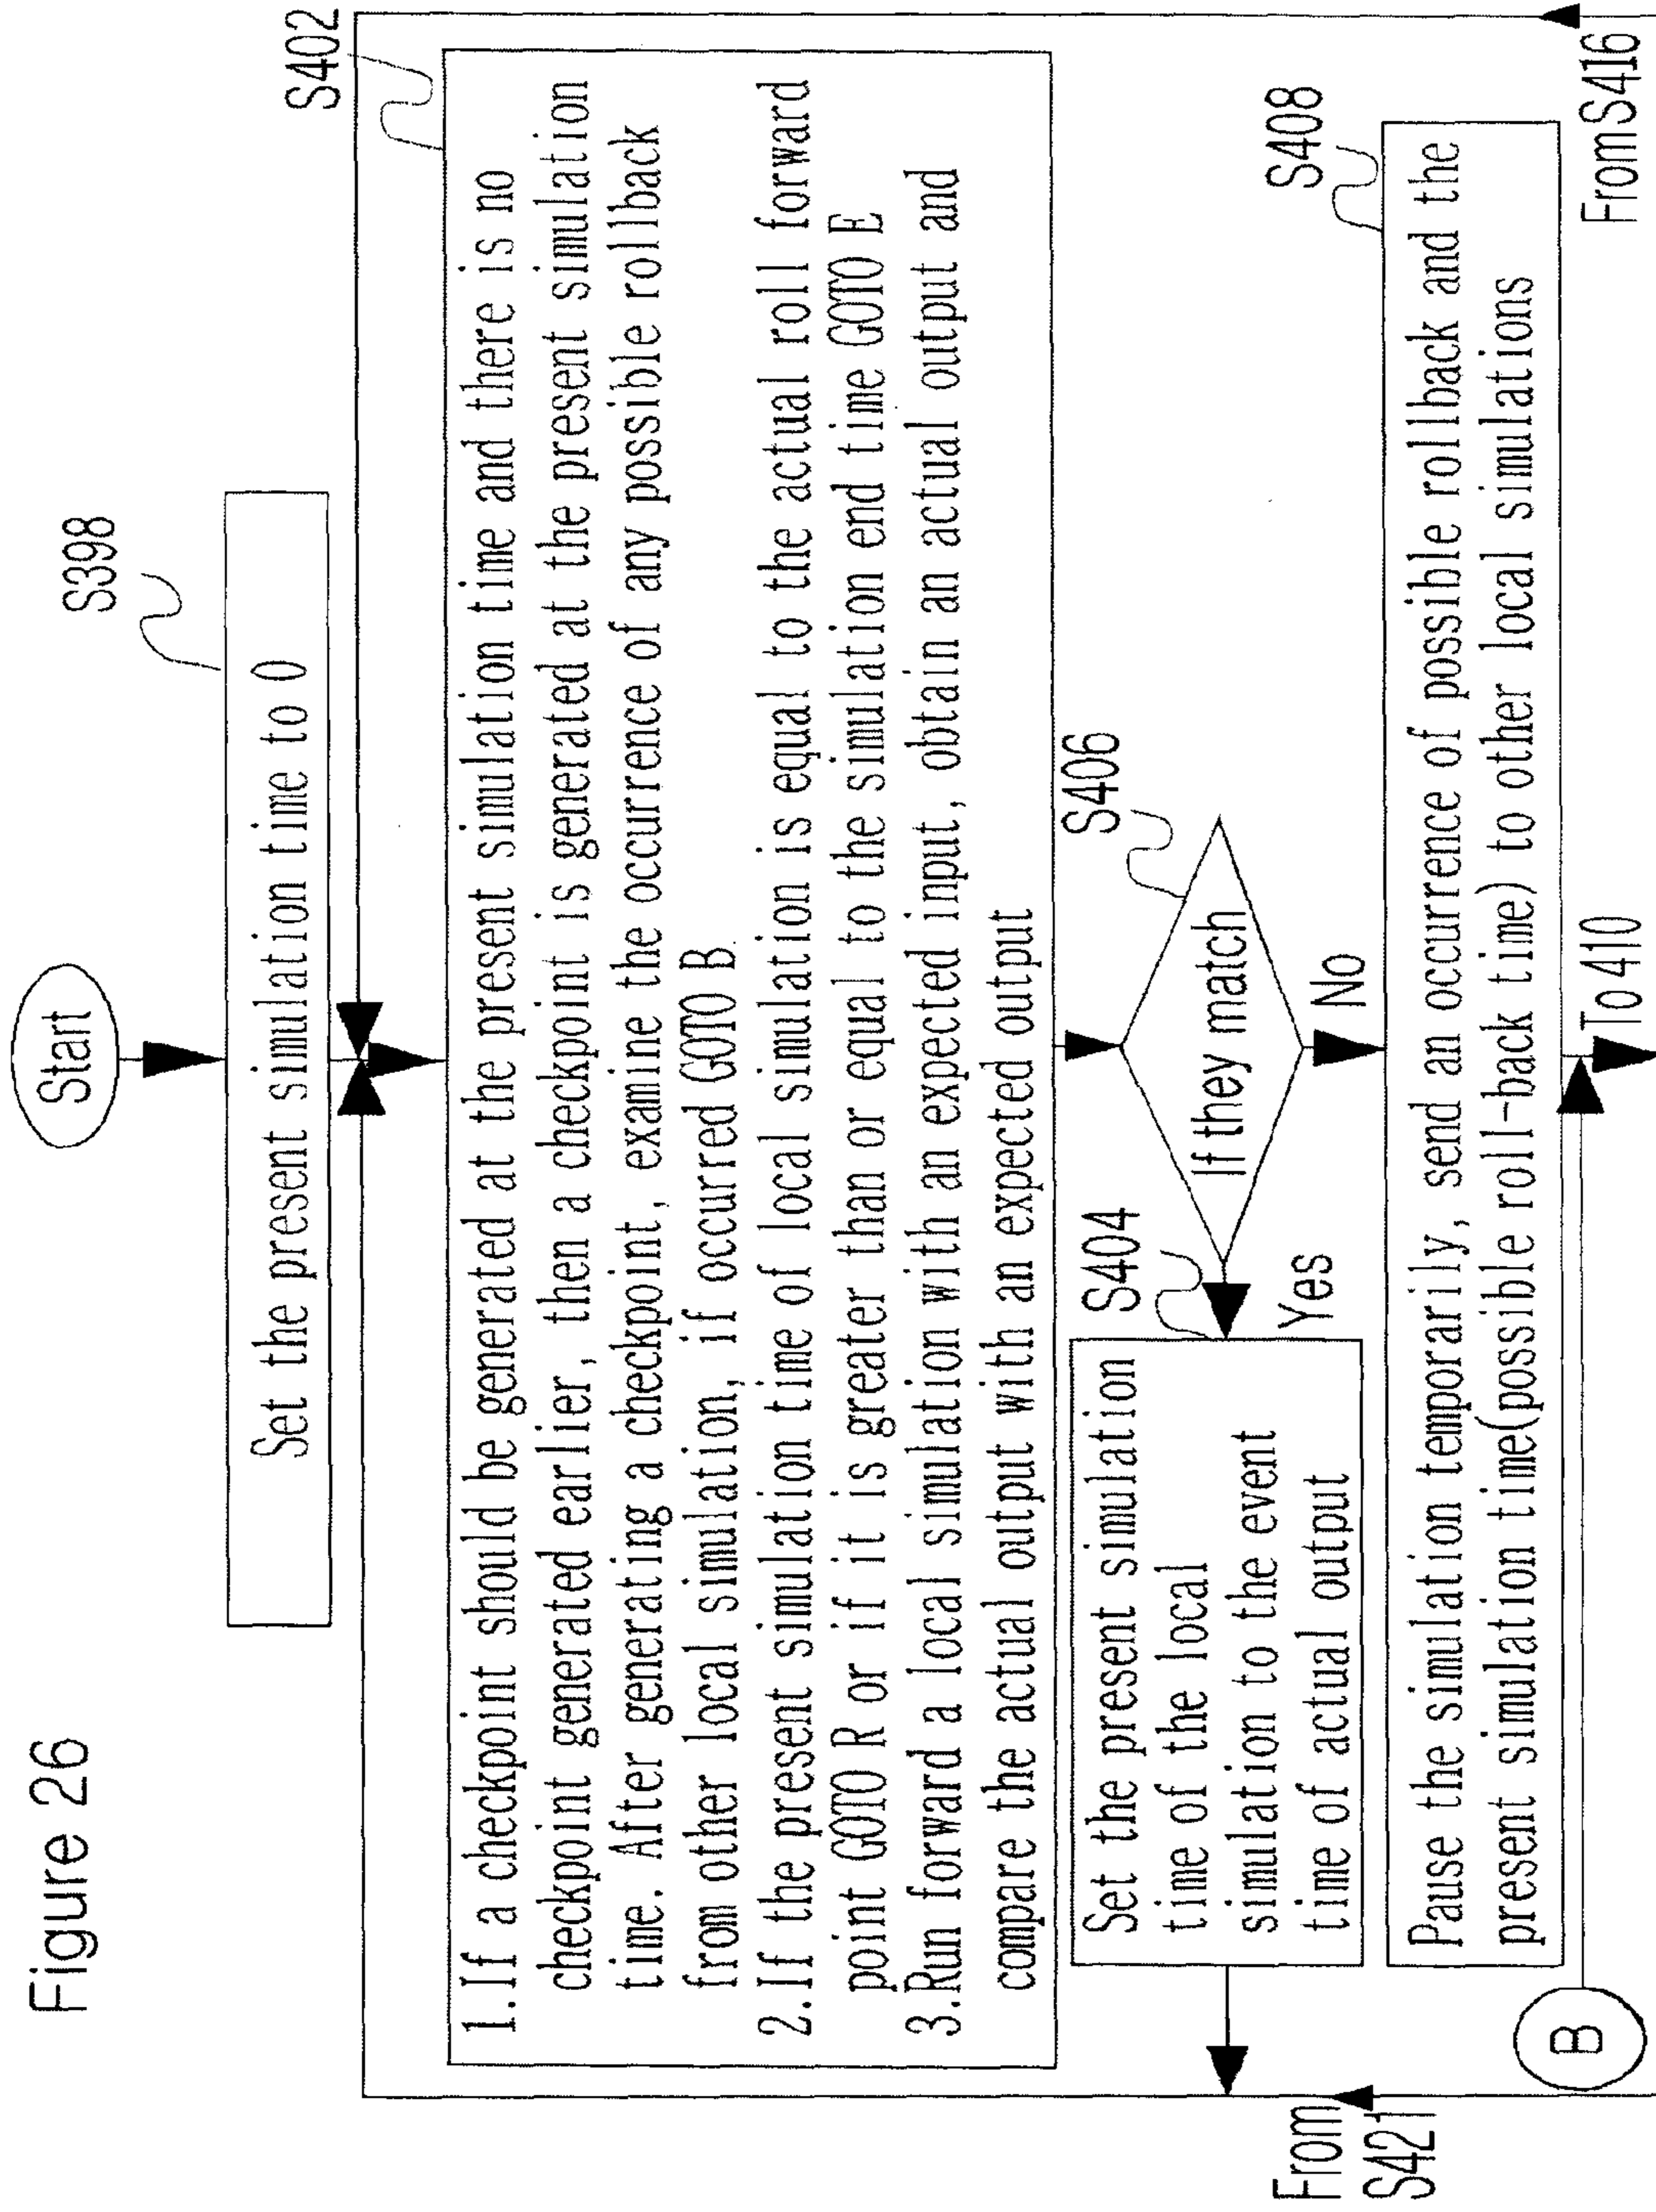 Figure 26
Start
S398
Set the present simulation time to 0
S402
1.If a checkpoint should be generated at the present simulation time and there is no
checkpoint generated earlier, then a checkpoint is generated at the present simulation
time. After generating a checkpoint, examine the occurrence of any possible rollback
from other local simulation, if occurred GOTO B
2.If the present simulation time of local simulation is equal to the actual roll forward
point GOTO R or if it is greater than or equal to the simulation end time GOTO E
3.Run forward a local simulation with an expected input, obtain an actual output and
compare the actual output with an expected output
S406
If they match
S404
Yes
No
Set the present simulation
time of the local
simulation to the event
time of actual output
S408
Pause the simulation temporarily, send an occurrence of possible rollback and the
present simulation time(possible roll-back time) to other local simulations
From
S421
B
To 410
From S416